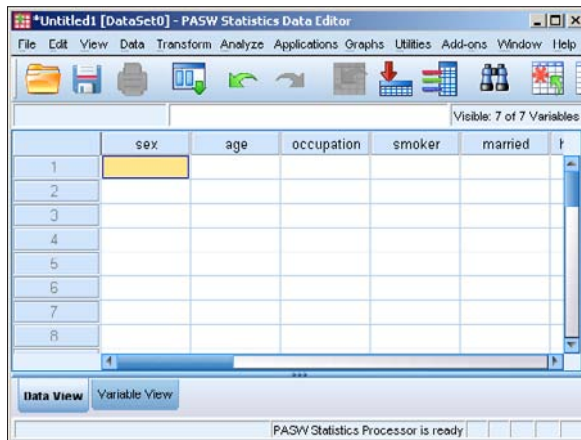 *Untitled1 [DataSet0] - PASW Statistics Data Editor
File Edit View Data Transform Analyze Applications Graphs Utilities Add-ons Window Help
Visible: 7 of 7 Variables
sex age occupation smoker married
1
2
3
4
5
6
7
8
Data View Variable View
PASW Statistics Processor is ready